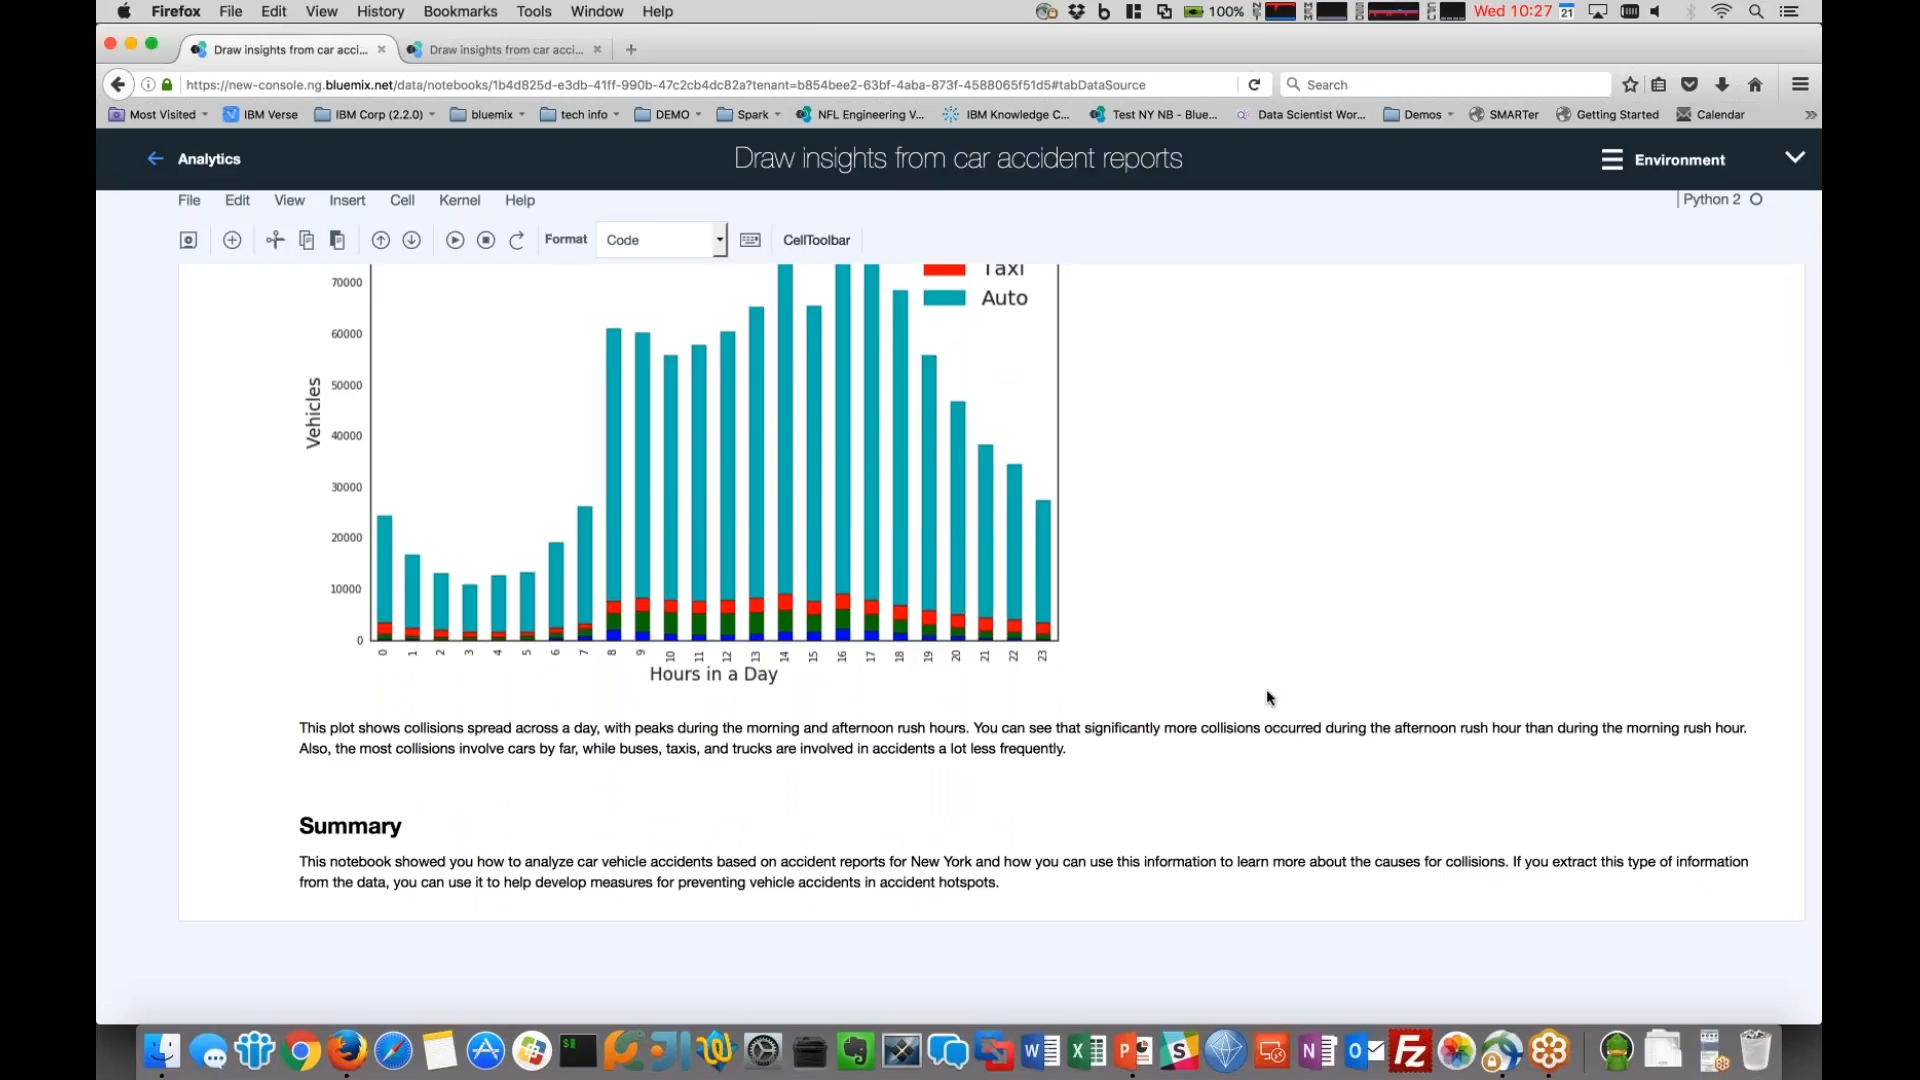 Firefox File Edit View History Bookmarks Tools Window Help 100% Wed 10:27 21
Draw insights from car acci... Draw insights from car acci...
https://new-console.ng.bluemix.net/data/notebooks/1b4d825d-e3db-41ff-990b-47c2cb4dc82a?tenant=b854bee2-63bf-4aba-873f-4588065f51d5#tabDataSource Search
Most Visited IBM Verse IBM Corp (2.2.0) bluemix tech info DEMO Spark NFL Engineering V... IBM Knowledge C... Test NY NB - Blue... Data Scientist Wor... Demos SMARTer Getting Started Calendar
Analytics Draw insights from car accident reports Environment
File Edit View Insert Cell Kernel Help Python 2
Format Code CellToolbar
Taxi
Auto
70000
60000
50000
40000
30000
20000
10000
0
Vehicles
0 1 2 3 4 5 6 7 8 9 10 11 12 13 14 15 16 17 18 19 20 21 22 23
Hours in a Day
This plot shows collisions spread across a day, with peaks during the morning and afternoon rush hours. You can see that significantly more collisions occurred during the afternoon rush hour than during the morning rush hour.
Also, the most collisions involve cars by far, while buses, taxis, and trucks are involved in accidents a lot less frequently.
Summary
This notebook showed you how to analyze car vehicle accidents based on accident reports for New York and how you can use this information to learn more about the causes for collisions. If you extract this type of information
from the data, you can use it to help develop measures for preventing vehicle accidents in accident hotspots.